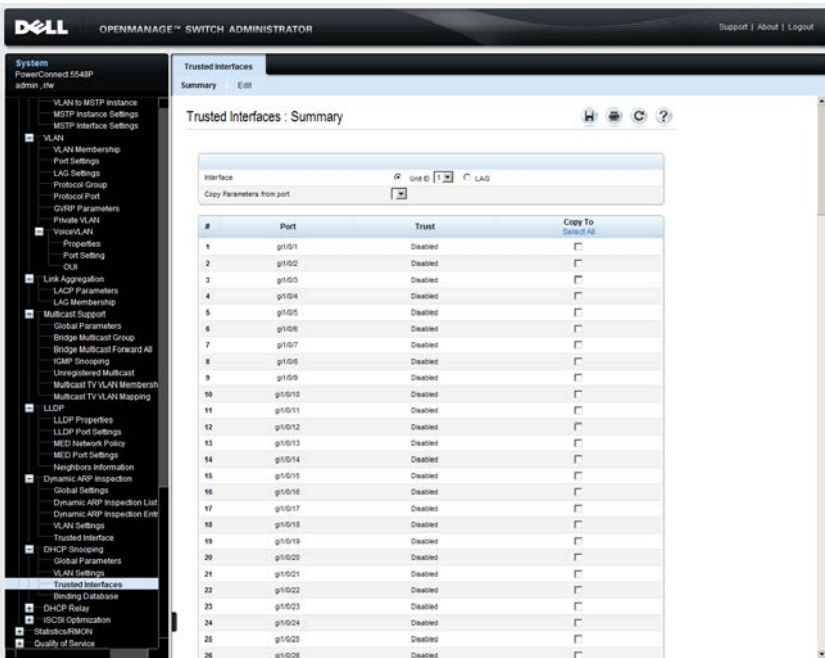 DELL
OPENMANAGE™ SWITCH ADMINISTRATOR
Support | About | Logout
System
PowerConnect 5548P
admin , r/w
VLAN to MSTP Instance
MSTP Instance Settings
MSTP Interface Settings
VLAN
VLAN Membership
Port Settings
LAG Settings
Protocol Group
Protocol Port
GVRP Parameters
Private VLAN
VoiceVLAN
Properties
Port Setting
OUI
Link Aggregation
LACP Parameters
LAG Membership
Multicast Support
Global Parameters
Bridge Multicast Group
Bridge Multicast Forward All
IGMP Snooping
Unregistered Multicast
Multicast TV VLAN Membersh
Multicast TV VLAN Mapping
LLDP
LLDP Properties
LLDP Port Settings
MED Network Policy
MED Port Settings
Neighbors Information
Dynamic ARP Inspection
Global Settings
Dynamic ARP Inspection List
Dynamic ARP Inspection Entr
VLAN Settings
Trusted Interface
DHCP Snooping
Global Parameters
VLAN Settings
Trusted Interfaces
Binding Database
DHCP Relay
iSCSI Optimization
Statistics/RMON
Quality of Service
Trusted Interfaces
Summary Edit
Trusted Interfaces : Summary
Interface Unit ID 1 LAG
Copy Parameters from port
# Port Trust Copy To
Select All
1 gi1/0/1 Disabled
2 gi1/0/2 Disabled
3 gi1/0/3 Disabled
4 gi1/0/4 Disabled
5 gi1/0/5 Disabled
6 gi1/0/6 Disabled
7 gi1/0/7 Disabled
8 gi1/0/8 Disabled
9 gi1/0/9 Disabled
10 gi1/0/10 Disabled
11 gi1/0/11 Disabled
12 gi1/0/12 Disabled
13 gi1/0/13 Disabled
14 gi1/0/14 Disabled
15 gi1/0/15 Disabled
16 gi1/0/16 Disabled
17 gi1/0/17 Disabled
18 gi1/0/18 Disabled
19 gi1/0/19 Disabled
20 gi1/0/20 Disabled
21 gi1/0/21 Disabled
22 gi1/0/22 Disabled
23 gi1/0/23 Disabled
24 gi1/0/24 Disabled
25 gi1/0/25 Disabled
26 gi1/0/26 Disabled